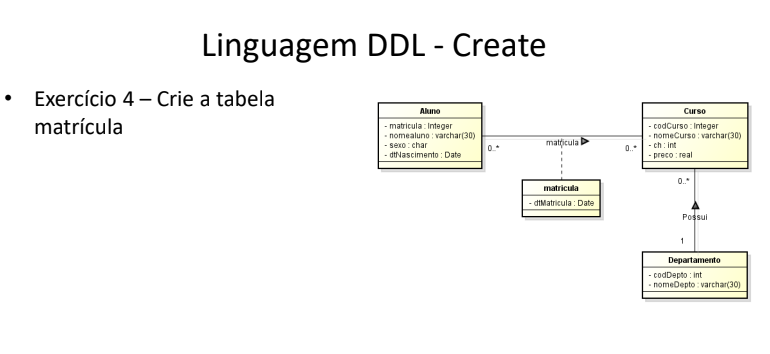 Linguagem DDL - Create
• Exercício 4 – Crie a tabela
matrícula
Aluno
- matricula : Integer
- nomealuno : varchar(30)
- sexo : char
- dtNascimento : Date
0..*
matricula
0..*
Curso
- codCurso : Integer
- nomeCurso : varchar(30)
- ch : int
- preco : real
matricula
- dtMatricula : Date
0..*
Possui
1
Departamento
- codDepto : int
- nomeDepto : varchar(30)